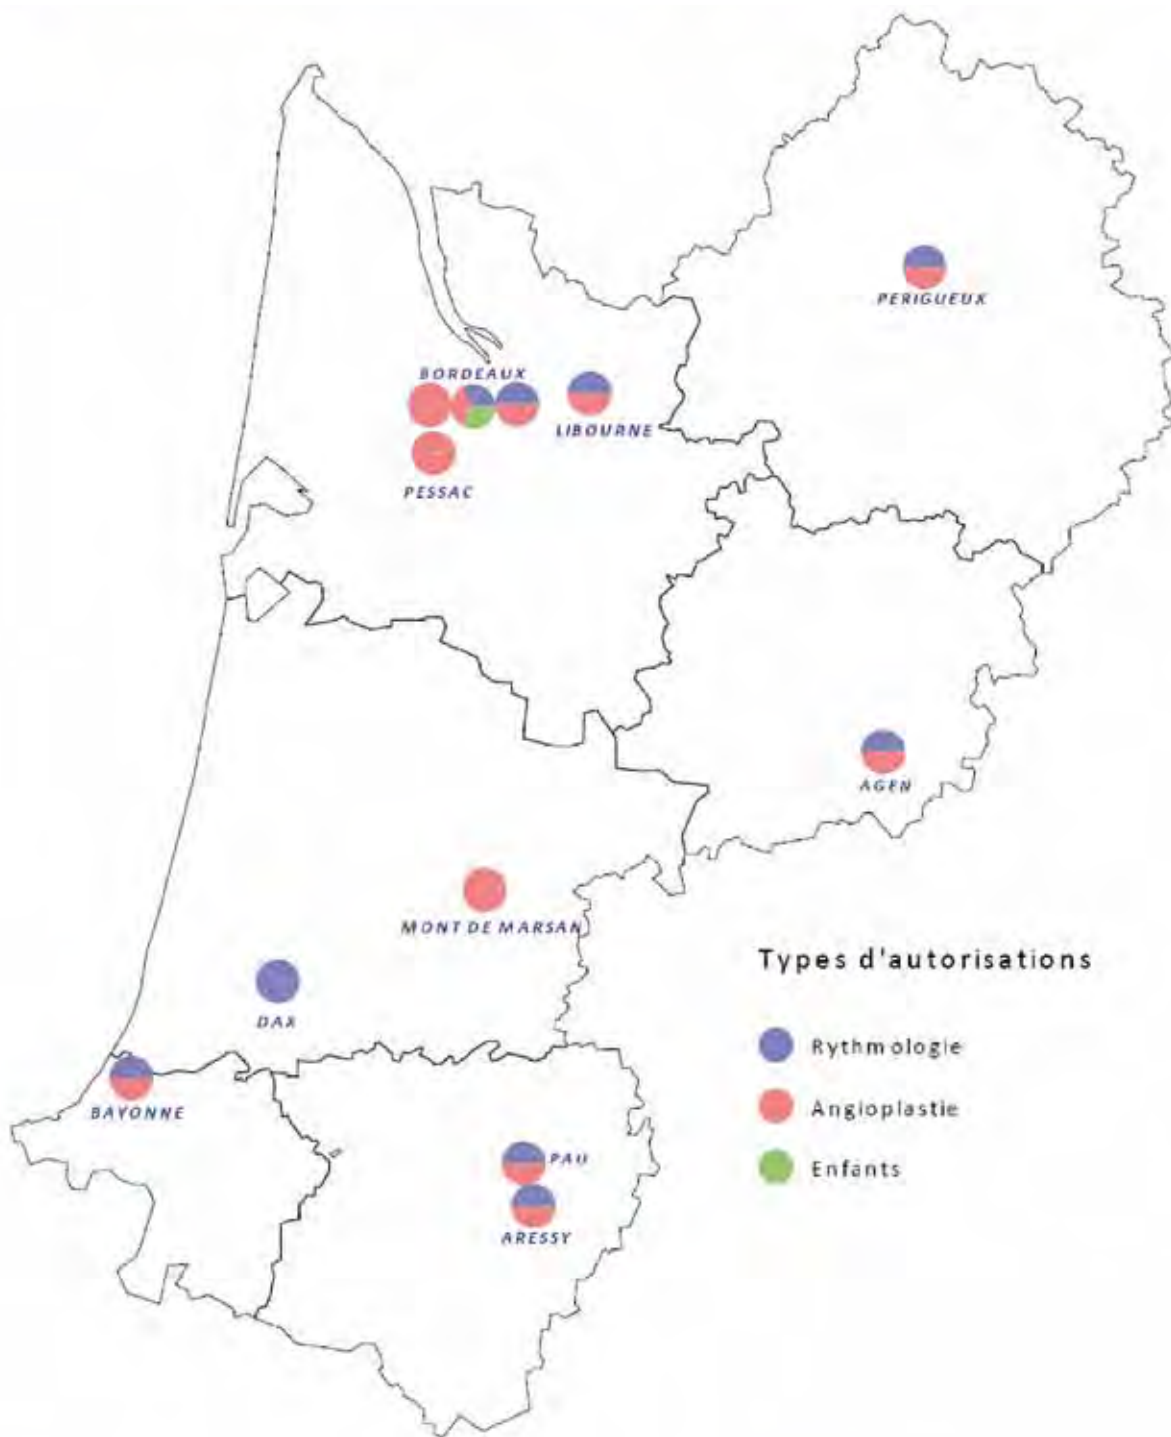 PERIGUEUX
BORDEAUX
LIBOURNE
PESSAC
AGEN
MONT DE MARSAN
DAX
BAYONNE
PAU
ARESSY
Types d'autorisations
Rythmologie
Angioplastie
Enfants